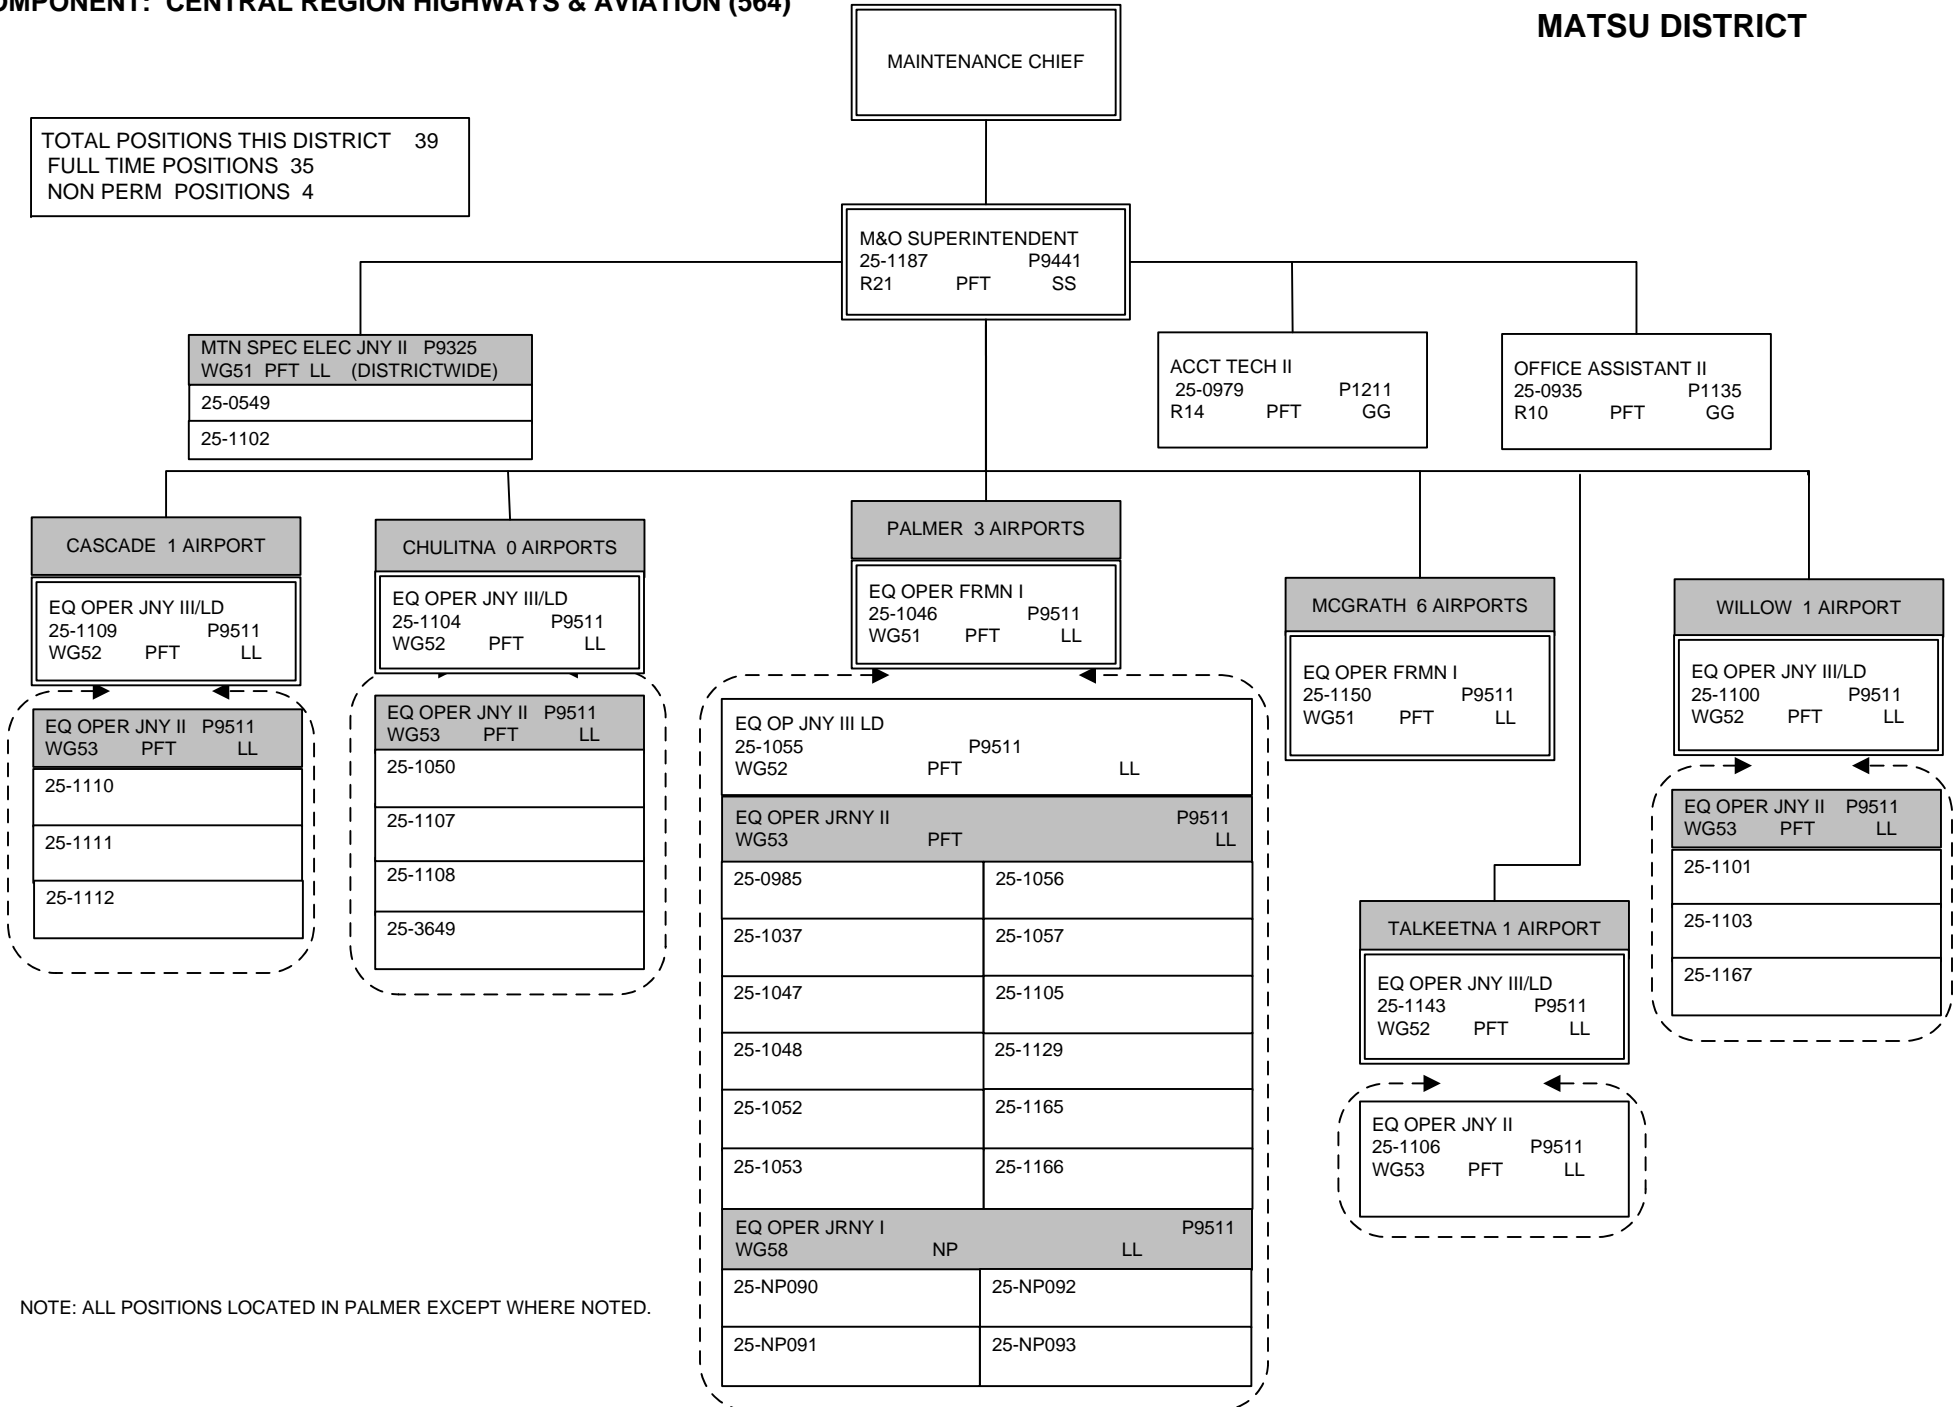 OMPONENT: CENTRAL REGION HIGHWAYS & AVIATION (564)
MATSU DISTRICT
MAINTENANCE CHIEF
TOTAL POSITIONS THIS DISTRICT 39
FULL TIME POSITIONS 35
NON PERM POSITIONS 4
M&O SUPERINTENDENT
25-1187 P9441
R21 PFT SS
MTN SPEC ELEC JNY II P9325
WG51 PFT LL (DISTRICTWIDE)
25-0549
25-1102
ACCT TECH II
25-0979 P1211
R14 PFT GG
OFFICE ASSISTANT II
25-0935 P1135
R10 PFT GG
CASCADE 1 AIRPORT
EQ OPER JNY III/LD
25-1109 P9511
WG52 PFT LL
EQ OPER JNY II P9511
WG53 PFT LL
25-1110
25-1111
25-1112
CHULITNA 0 AIRPORTS
EQ OPER JNY III/LD
25-1104 P9511
WG52 PFT LL
EQ OPER JNY II P9511
WG53 PFT LL
25-1050
25-1107
25-1108
25-3649
PALMER 3 AIRPORTS
EQ OPER FRMN I
25-1046 P9511
WG51 PFT LL
EQ OP JNY III LD
25-1055 P9511
WG52 PFT LL
EQ OPER JRNY II P9511
WG53 PFT LL
25-0985 25-1056
25-1037 25-1057
25-1047 25-1105
25-1048 25-1129
25-1052 25-1165
25-1053 25-1166
EQ OPER JRNY I P9511
WG58 NP LL
25-NP090 25-NP092
25-NP091 25-NP093
MCGRATH 6 AIRPORTS
EQ OPER FRMN I
25-1150 P9511
WG51 PFT LL
TALKEETNA 1 AIRPORT
EQ OPER JNY III/LD
25-1143 P9511
WG52 PFT LL
EQ OPER JNY II
25-1106 P9511
WG53 PFT LL
WILLOW 1 AIRPORT
EQ OPER JNY III/LD
25-1100 P9511
WG52 PFT LL
EQ OPER JNY II P9511
WG53 PFT LL
25-1101
25-1103
25-1167
NOTE: ALL POSITIONS LOCATED IN PALMER EXCEPT WHERE NOTED.